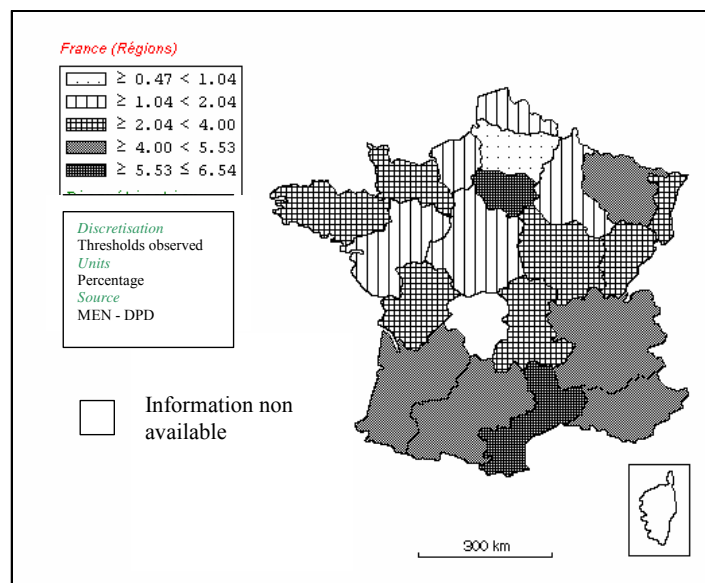 France (Régions)
≥ 0.47 < 1.04
≥ 1.04 < 2.04
≥ 2.04 < 4.00
≥ 4.00 < 5.53
≥ 5.53 ≤ 6.54
Discretisation
Thresholds observed
Units
Percentage
Source
MEN - DPD
Information non
available
300 km